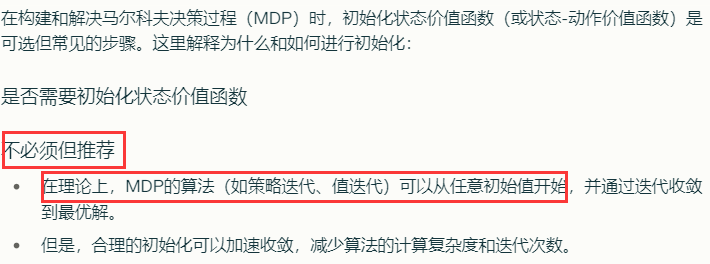 在构建和解决马尔科夫决策过程（MDP）时，初始化状态价值函数（或状态-动作价值函数）是
可选但常见的步骤。这里解释为什么和如何进行初始化：
是否需要初始化状态价值函数
不必须但推荐
• 在理论上，MDP的算法（如策略迭代、值迭代）可以从任意初始值开始，并通过迭代收敛
到最优解。
• 但是，合理的初始化可以加速收敛，减少算法的计算复杂度和迭代次数。